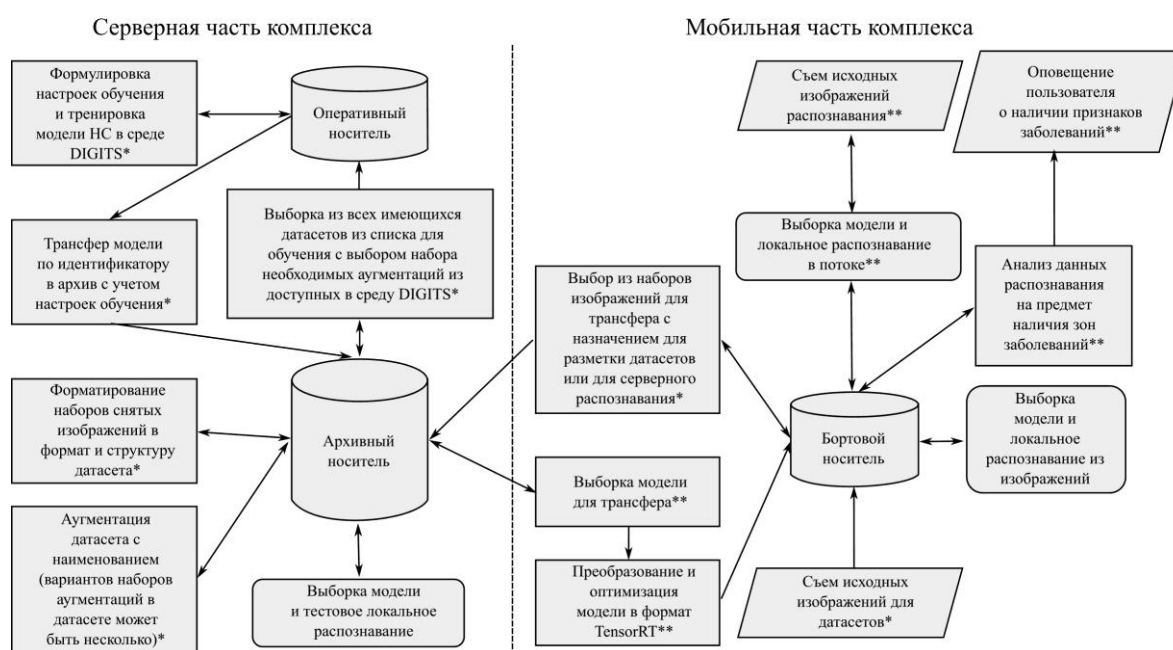 Серверная часть комплекса
Формулировка
настроек обучения
и тренировка
модели НС в среде
DIGITS*
Оперативный
носитель
Трансфер модели
по идентификатору
в архив с учетом
настроек обучения*
Выборка из всех имеющихся
датасетов из списка для
обучения с выбором набора
необходимых аугментаций из
доступных в среду DIGITS*
Форматирование
наборов снятых
изображений в
формат и структуру
датасета*
Архивный
носитель
Аугментация
датасета с
наименованием
(вариантов наборов
аугментаций в
датасете может
быть несколько)*
Выборка модели
и тестовое локальное
распознавание
Мобильная часть комплекса
Съем исходных
изображений
распознавания**
Оповещение
пользователя
о наличии признаков
заболеваний**
Выборка модели и
локальное распознавание
в потоке**
Выбор из наборов
изображений для
трансфера с
назначением для
разметки датасетов
или для серверного
распознавания*
Анализ данных
распознавания
на предмет
наличия зон
заболеваний**
Бортовой
носитель
Выборка
модели и
локальное
распознавание из
изображений
Выборка модели
для трансфера**
Преобразование и
оптимизация
модели в формат
TensorRT**
Съем исходных
изображений для
датасетов*